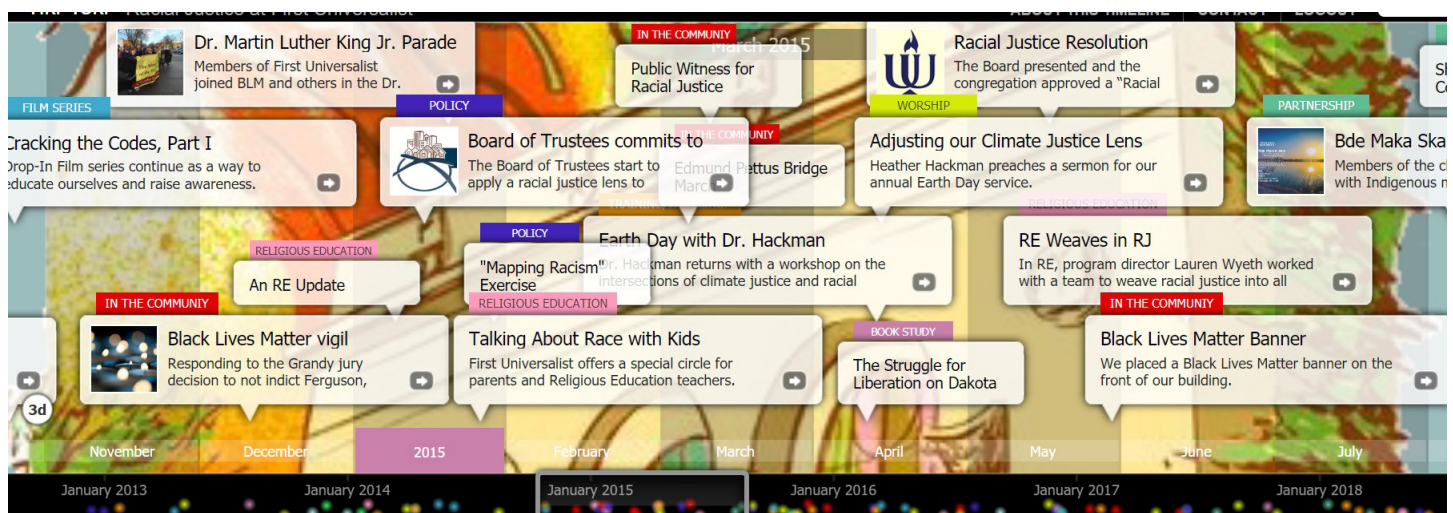 Racial Justice at First Universalist
ABOUT THIS TIMELINE
CONTACT
LOGOUT
March 2015
Dr. Martin Luther King Jr. Parade
Members of First Universalist
joined BLM and others in the Dr.
IN THE COMMUNIY
Public Witness for
Racial Justice
Racial Justice Resolution
The Board presented and the
congregation approved a “Racial
FILM SERIES
Cracking the Codes, Part I
Drop-In Film series continue as a way to
educate ourselves and raise awareness.
POLICY
Board of Trustees commits to
The Board of Trustees start to
apply a racial justice lens to
IN THE COMMUNIY
Edmund Pettus Bridge
March
WORSHIP
Adjusting our Climate Justice Lens
Heather Hackman preaches a sermon for our
annual Earth Day service.
PARTNERSHIP
Bde Maka Ska
Members of the
with Indigenous
RELIGIOUS EDUCATION
An RE Update
POLICY
"Mapping Racism"
Exercise
Earth Day with Dr. Hackman
Dr. Hackman returns with a workshop on the
intersections of climate justice and racial
RELIGIOUS EDUCATION
RE Weaves in RJ
In RE, program director Lauren Wyeth worked
with a team to weave racial justice into all
IN THE COMMUNIY
Black Lives Matter vigil
Responding to the Grandy jury
decision to not indict Ferguson,
RELIGIOUS EDUCATION
Talking About Race with Kids
First Universalist offers a special circle for
parents and Religious Education teachers.
BOOK STUDY
The Struggle for
Liberation on Dakota
IN THE COMMUNIY
Black Lives Matter Banner
We placed a Black Lives Matter banner on the
front of our building.
3d
November
December
2015
February
March
April
May
June
July
January 2013
January 2014
January 2015
January 2016
January 2017
January 2018